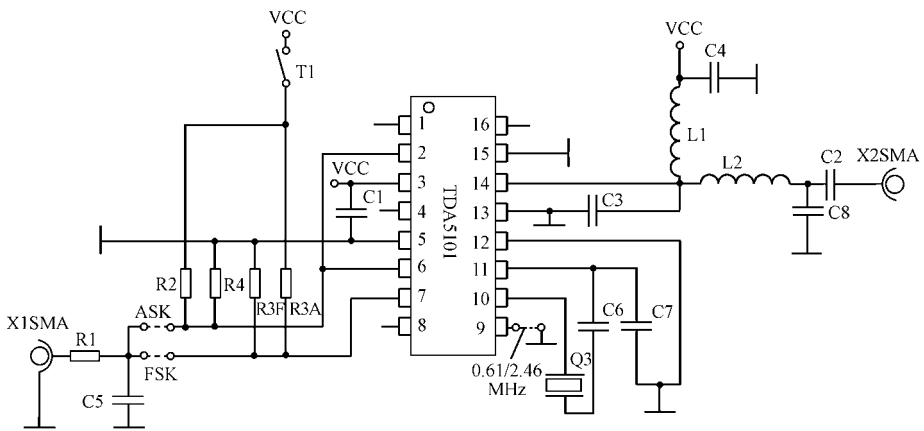 VCC
T1
VCC
C4
L1
X2SMA
C2
L2
C8
1
2
3
4
5
6
7
8
16
15
14
13
12
11
10
9
TDA5101
VCC
C1
C3
R2
R4
R3F
R3A
ASK
FSK
X1SMA
R1
C5
C6
C7
Q3
0.61/2.46
MHz